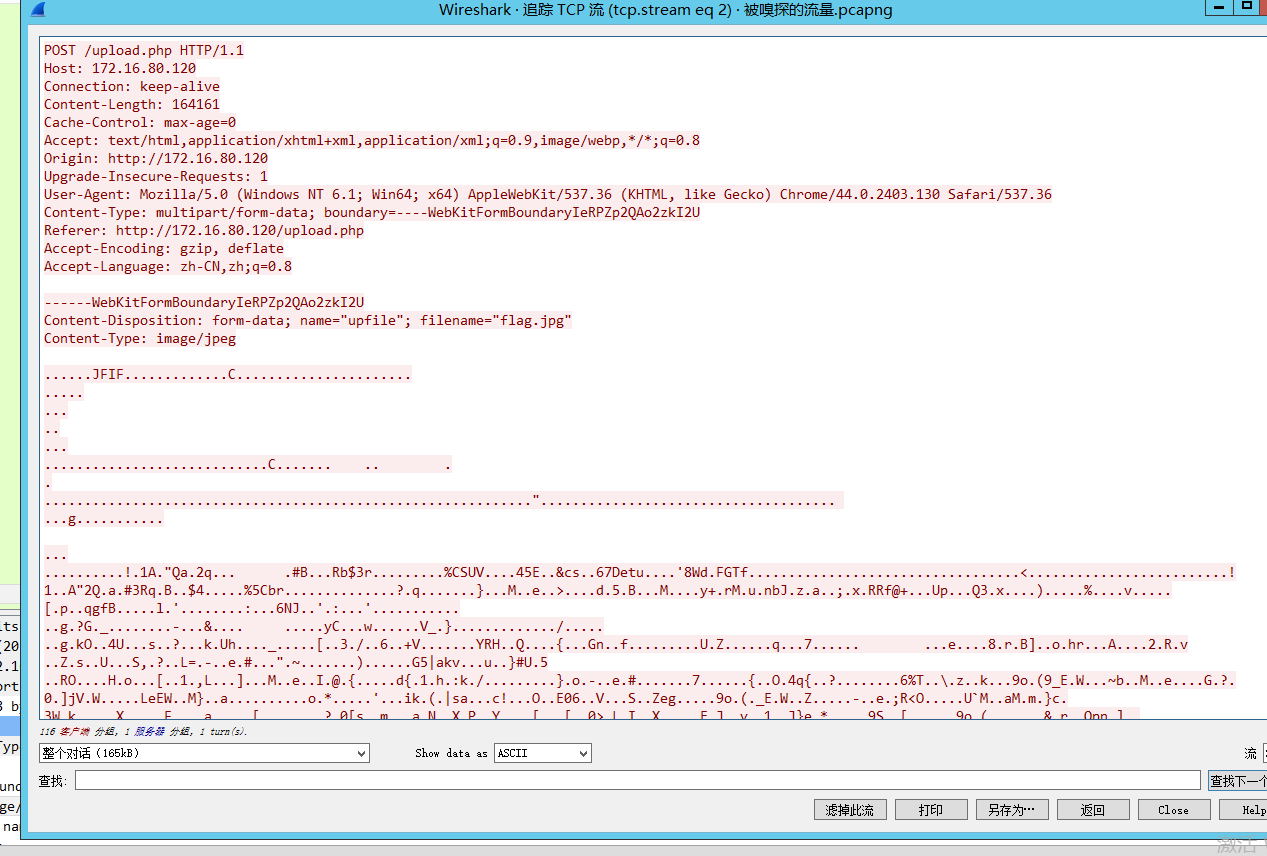 Wireshark · 追踪 TCP 流 (tcp.stream eq 2) · 被嗅探的流量.pcapng
POST /upload.php HTTP/1.1
Host: 172.16.80.120
Connection: keep-alive
Content-Length: 164161
Cache-Control: max-age=0
Accept: text/html,application/xhtml+xml,application/xml;q=0.9,image/webp,*/*;q=0.8
Origin: http://172.16.80.120
Upgrade-Insecure-Requests: 1
User-Agent: Mozilla/5.0 (Windows NT 6.1; Win64; x64) AppleWebKit/537.36 (KHTML, like Gecko) Chrome/44.0.2403.130 Safari/537.36
Content-Type: multipart/form-data; boundary=----WebKitFormBoundaryIeRPZp2QAo2zkI2U
Referer: http://172.16.80.120/upload.php
Accept-Encoding: gzip, deflate
Accept-Language: zh-CN,zh;q=0.8
------WebKitFormBoundaryIeRPZp2QAo2zkI2U
Content-Disposition: form-data; name="upfile"; filename="flag.jpg"
Content-Type: image/jpeg
......JFIF.............C......................
.....
...
..
...
............................C.......    ..        .
.
.............................................................".....................................
...g...........
...
..........!.1A."Qa.2q...      .#B...Rb$3r.........%CSUV....45E..&cs..67Detu....'8Wd.FGTf..................................<.........................!
1..A"2Q.a.#3Rq.B..$4.....%5Cbr..............?.q.......}...M..e..>....d.5.B...M....y+.rM.u.nbJ.z.a..;.x.RRf@+...Up...Q3.x....).....%....v.....
[.p..qgfB.....l.'........:...6NJ..'.:...'...........
..g.?G._........-...&....     .....yC...w......V_.}............./.....
..g.kO..4U...s..?...k.Uh...._.....[..3./..6..+V.......YRH..Q....{...Gn..f.........U.Z......q...7......        ...e....8.r.B]..o.hr...A....2.R.v
..Z.s..U...S,.?..L=.-..e.#...".~.......)......G5|akv...u..}#U.5
..RO....H.o...[..1.,L...]...M..e..I.@.{.....d{.1.h.:k./.........}.o.-..e.#.......7......{..O.4q{..?........6%T..\.z..k...9o.(9_E.W...~b..M..e....G.?.
0.]jV.W.....LeEW..M}..a..........o.*.....'...ik.(.|sa...c!....O..E06..V...S..Zeg.....9o.(._E.W..Z.....-..e.;R<O.....U`M..aM.m.}c.
116 客户端 分组, 1 服务器 分组, 1 turn(s).
整个对话 (165kB)
Show data as
ASCII
流
查找:
查找下一个
滤掉此流
打印
另存为…
返回
Close
Help
激活